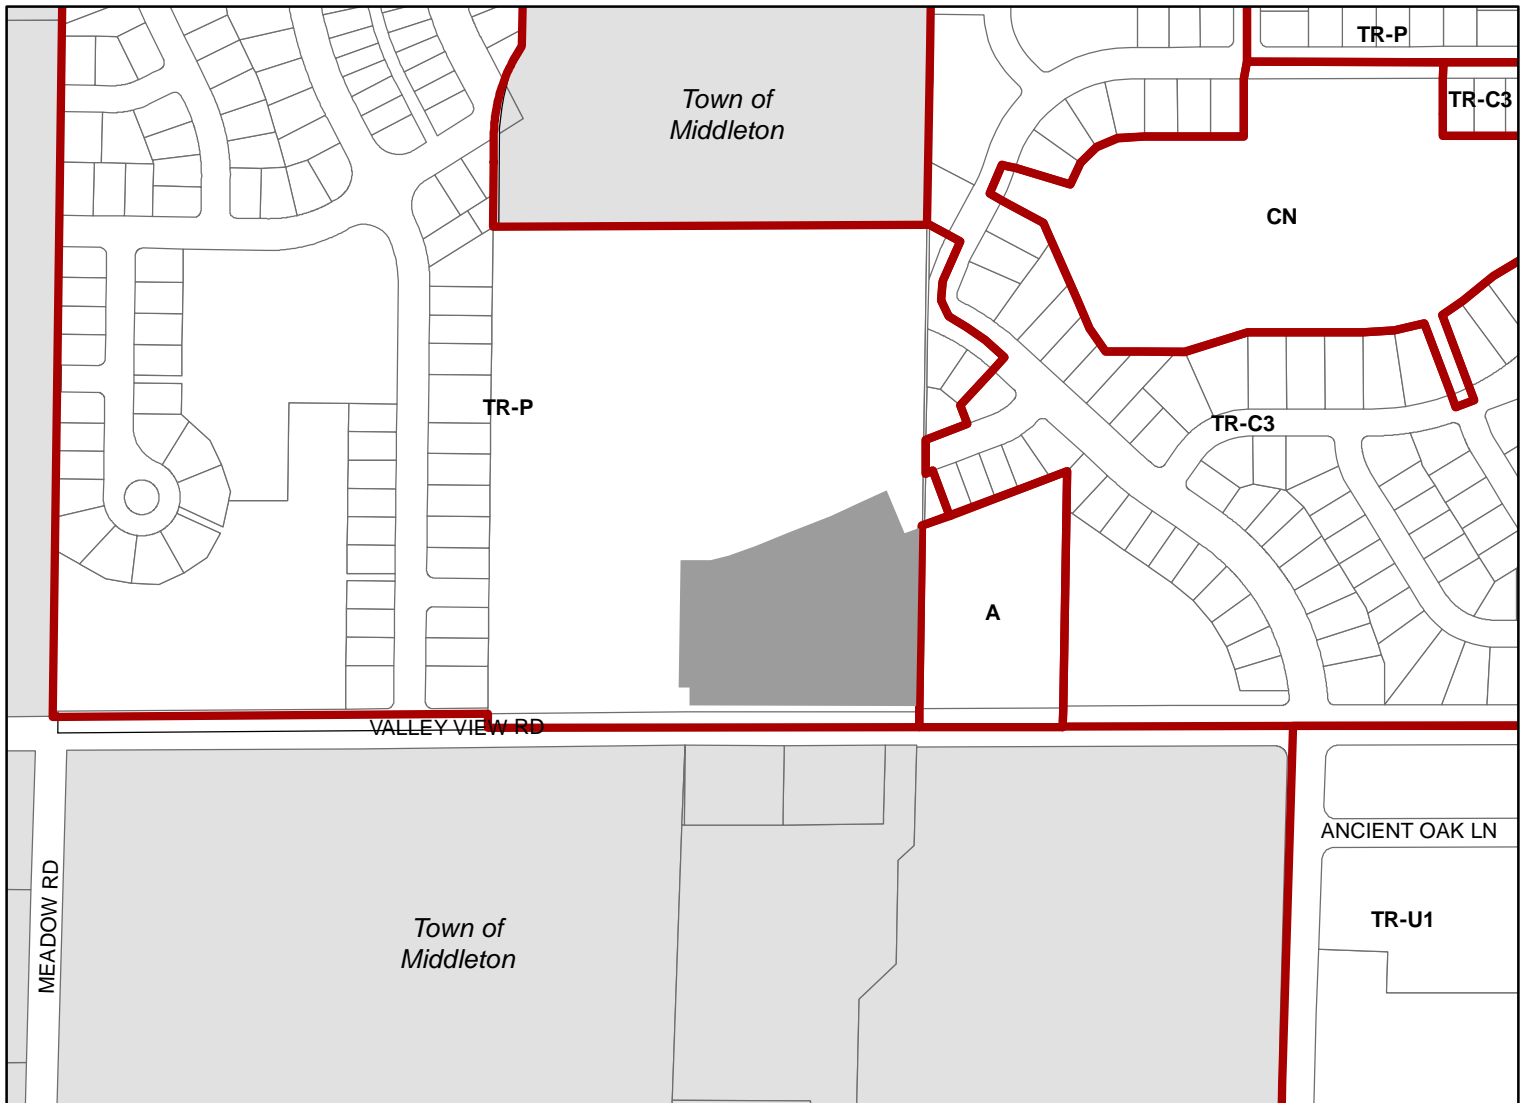 TR-P
Town of
Middleton
TR-C3
CN
TR-P
TR-C3
A
VALLEY VIEW RD
ANCIENT OAK LN
MEADOW RD
Town of
Middleton
TR-U1